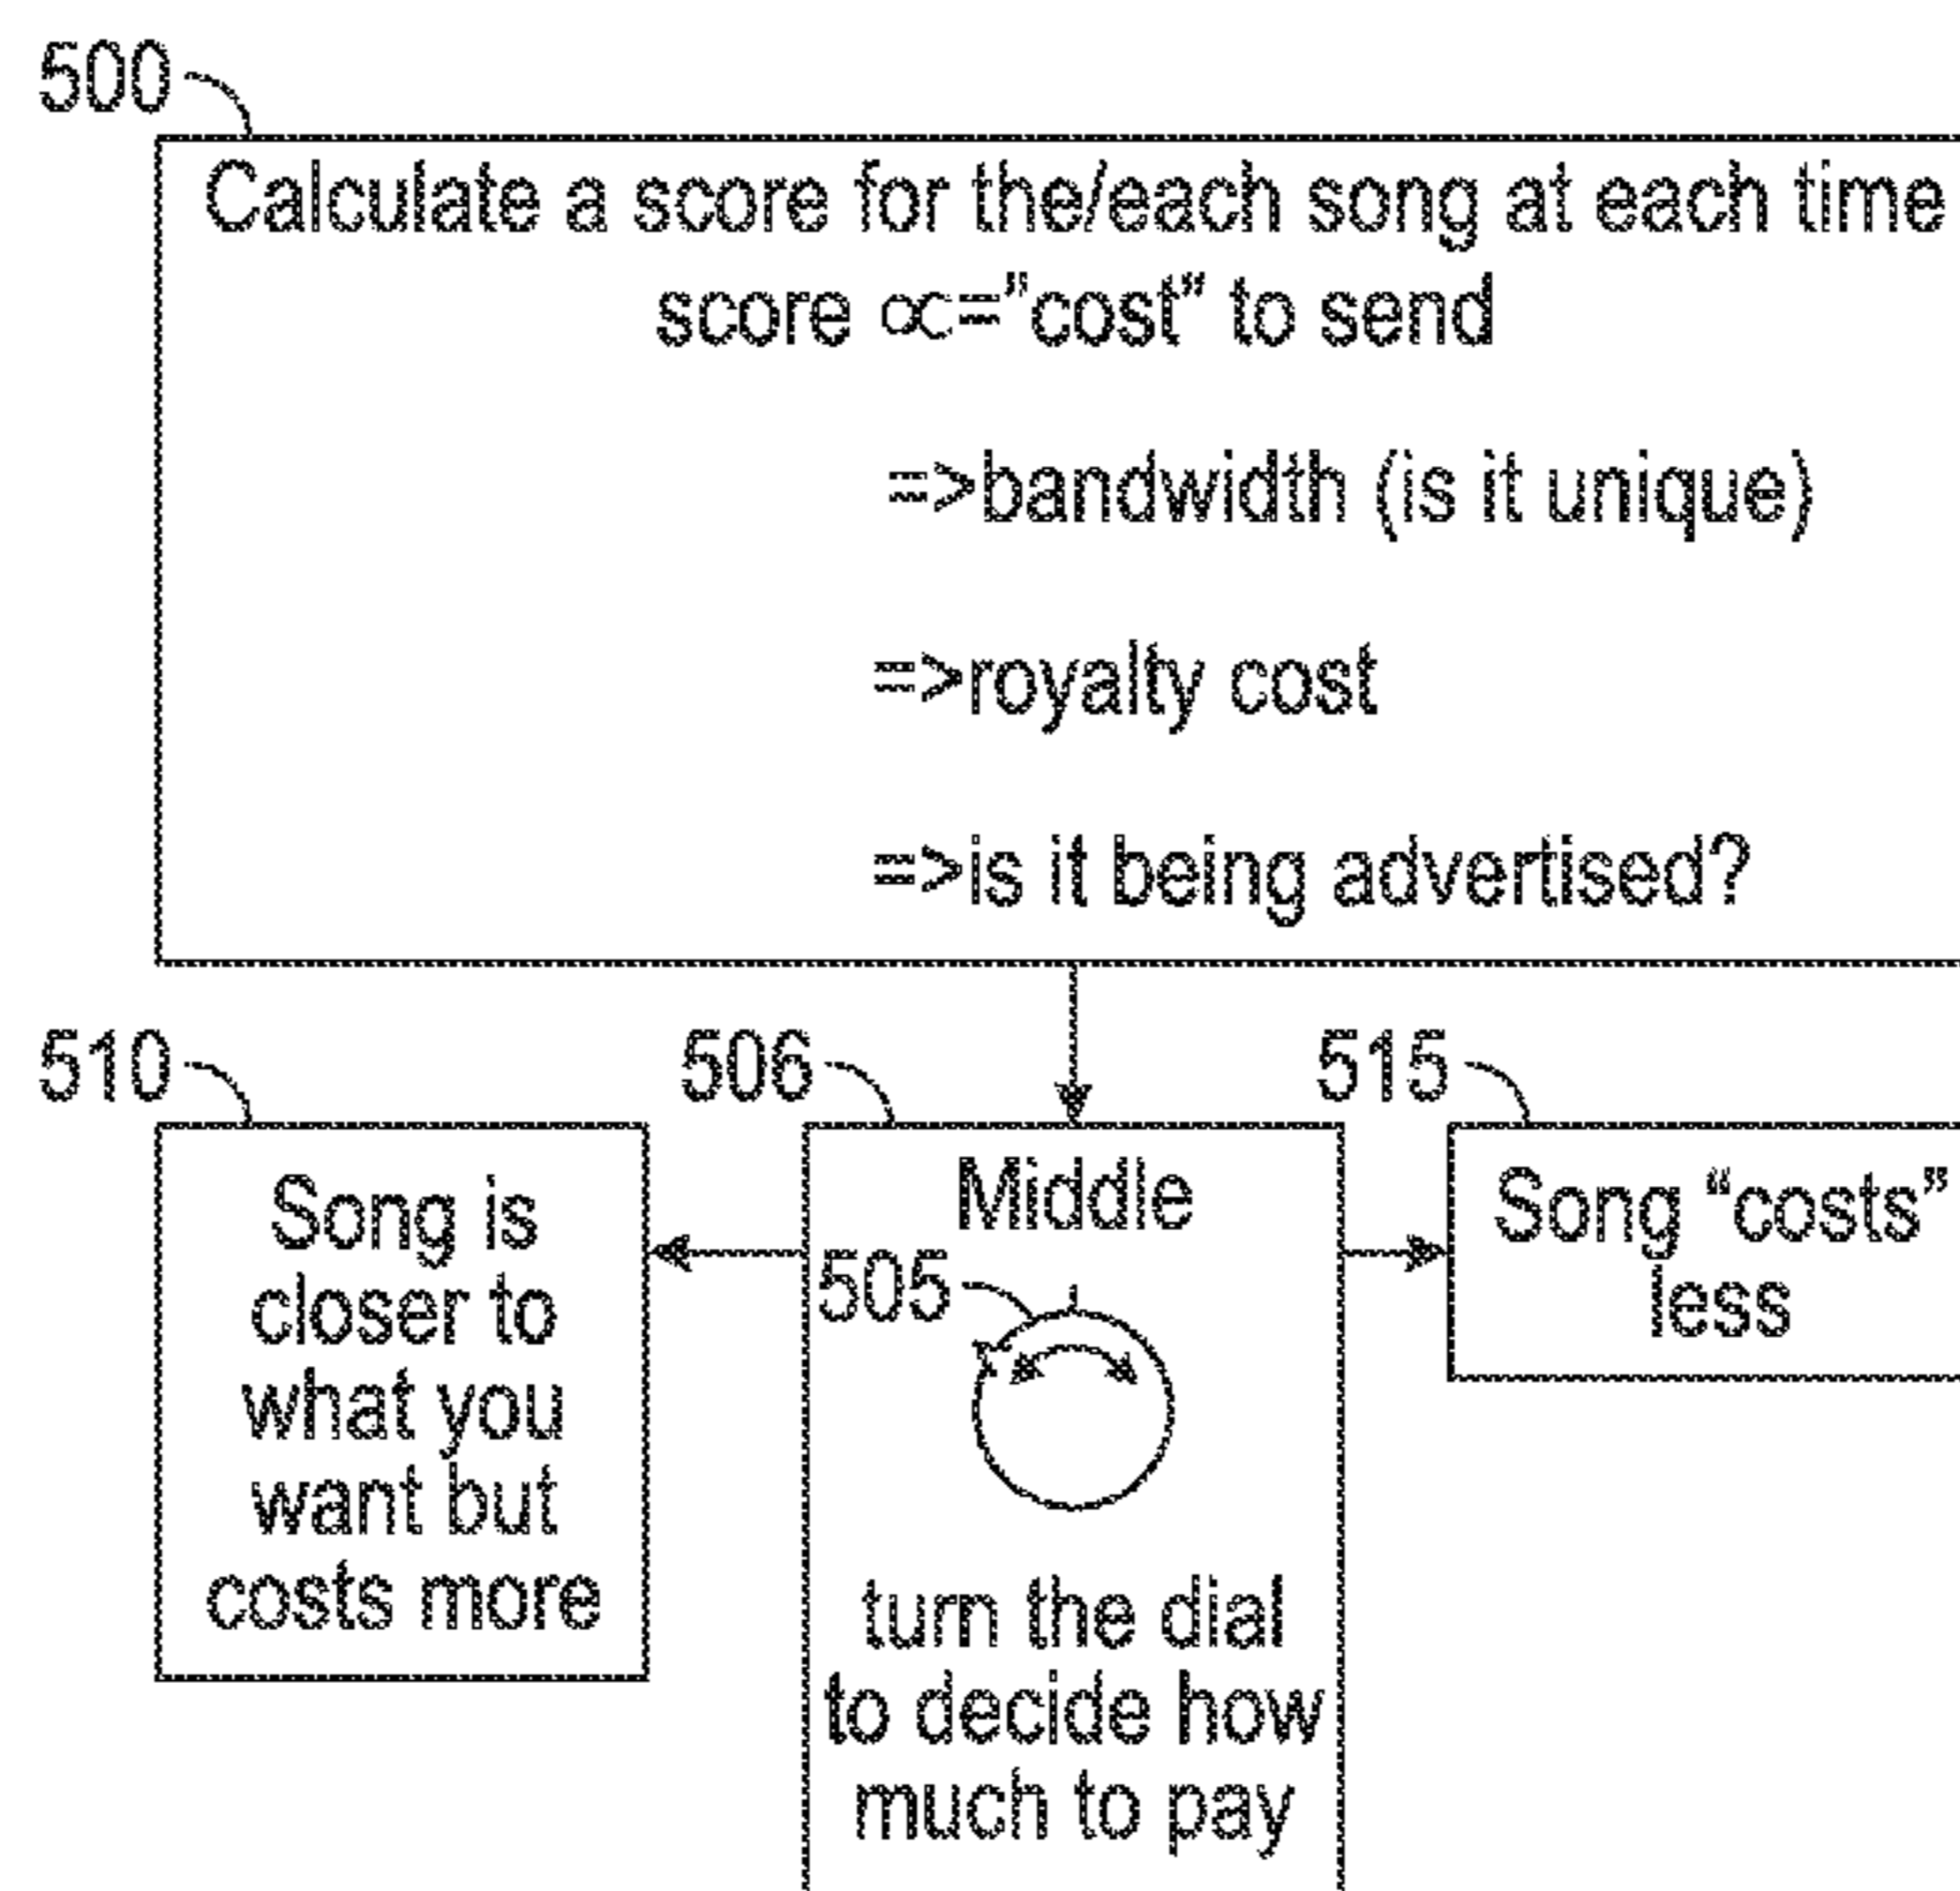 500
Calculate a score for the/each song at each time
score ∝="cost" to send
=>bandwidth (is it unique)
=>royalty cost
=>is it being advertised?
510
Song is
closer to
what you
want but
costs more
506
Middle
505
turn the dial
to decide how
much to pay
515
Song “costs”
less